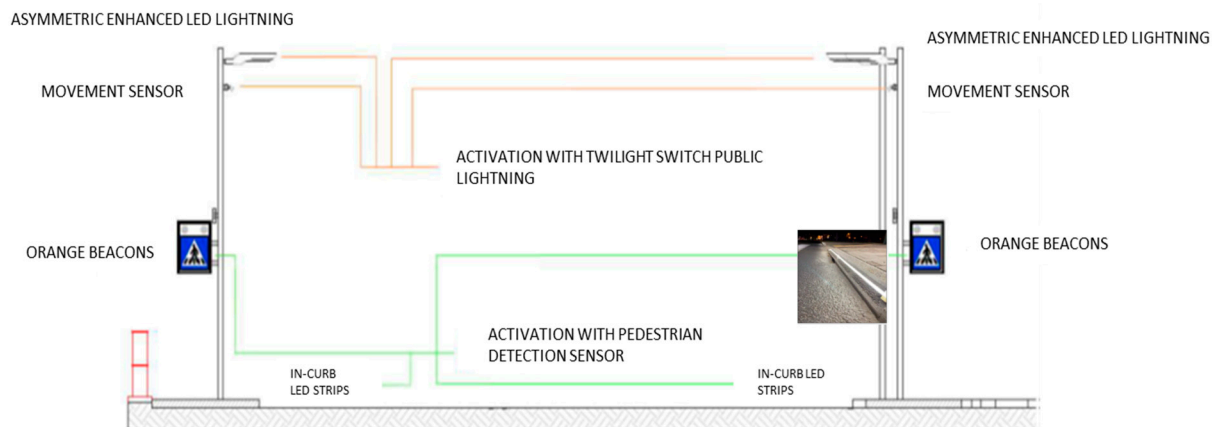 ASYMMETRIC ENHANCED LED LIGHTNING
ASYMMETRIC ENHANCED LED LIGHTNING
MOVEMENT SENSOR
MOVEMENT SENSOR
ACTIVATION WITH TWILIGHT SWITCH PUBLIC
LIGHTNING
ORANGE BEACONS
ORANGE BEACONS
ACTIVATION WITH PEDESTRIAN
DETECTION SENSOR
IN-CURB
LED STRIPS
IN-CURB LED
STRIPS